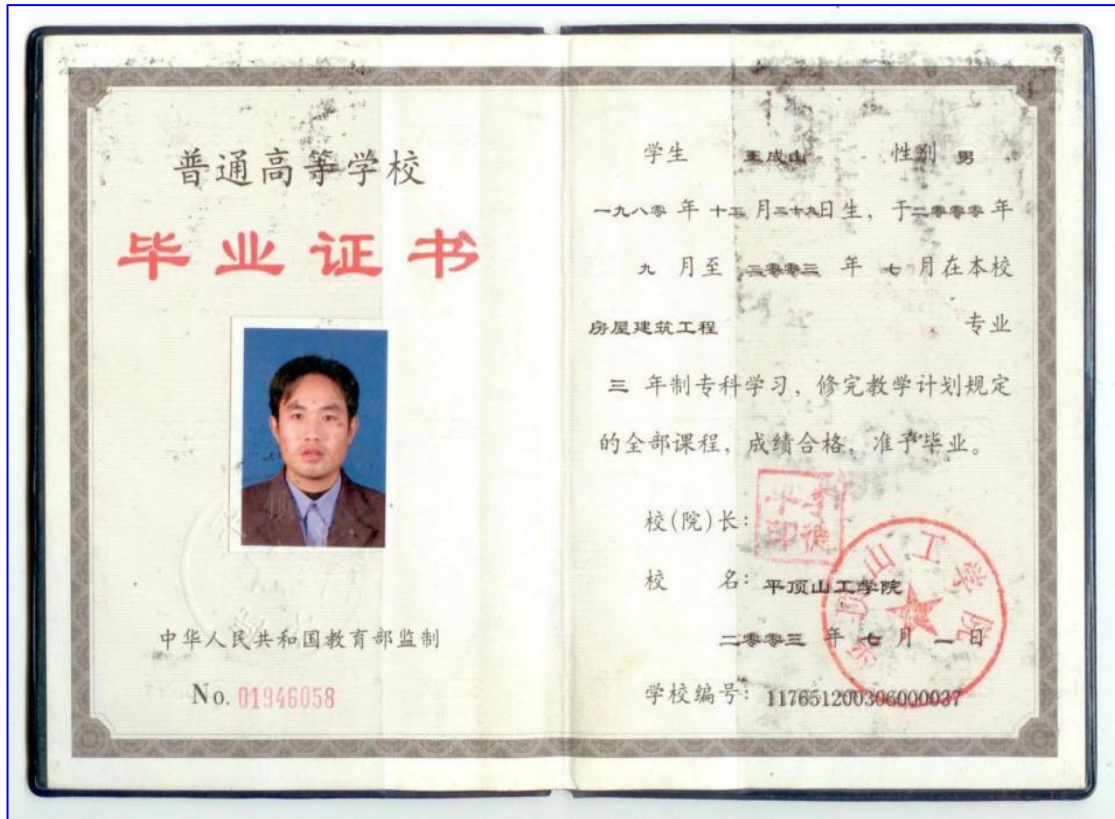 普通高等学校
毕业证书
中华人民共和国教育部监制
No. 01946058
学生 王成山 性别 男
一九八零 年 十二 月二十九日生, 于二零零零 年
九 月至 二零零三 年 七 月在本校
房屋建筑工程 专业
三 年制专科学习, 修完教学计划规定
的全部课程, 成绩合格, 准予毕业。
校(院)长:
校 名: 平顶山工学院
二零零三 年 七 月 一 日
学校编号: 117651200306000037
平顶山工学院